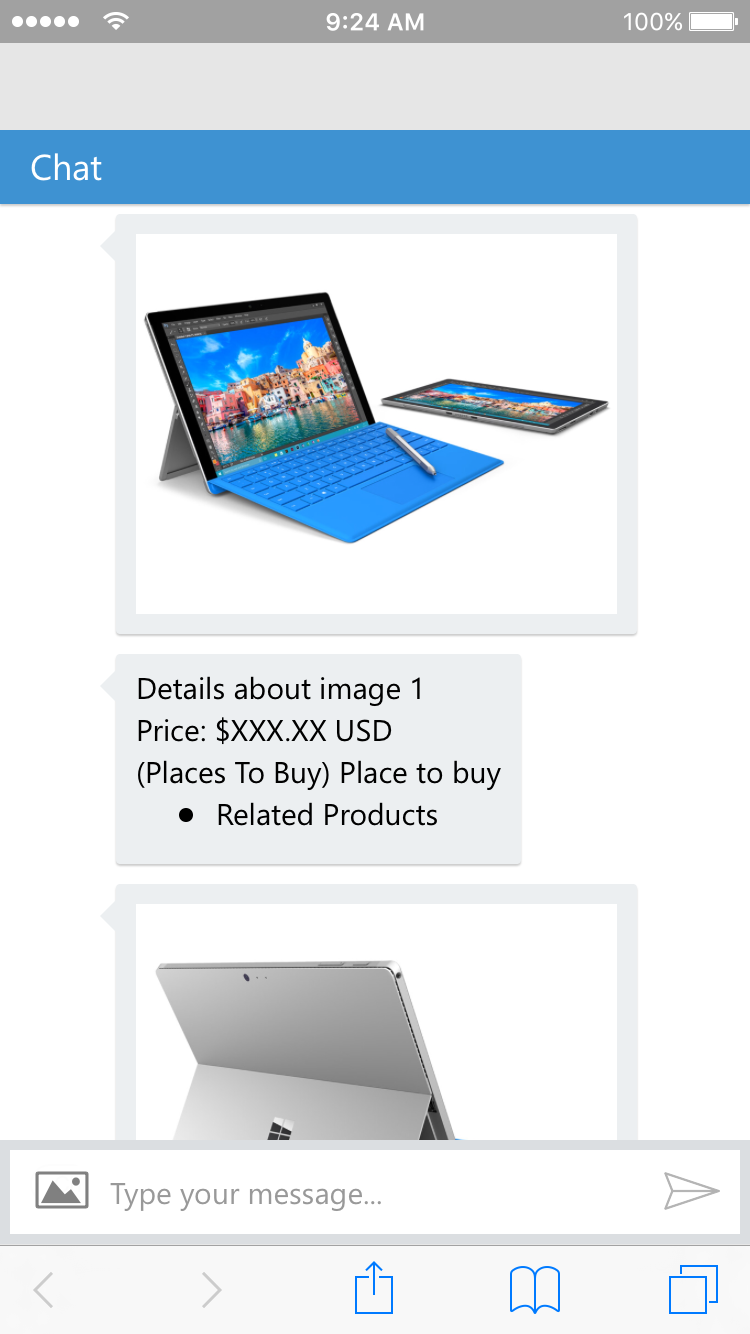 9:24 AM
100%
Chat
Details about image 1
Price: $XXX.XX USD
(Places To Buy) Place to buy
• Related Products
Type your message...